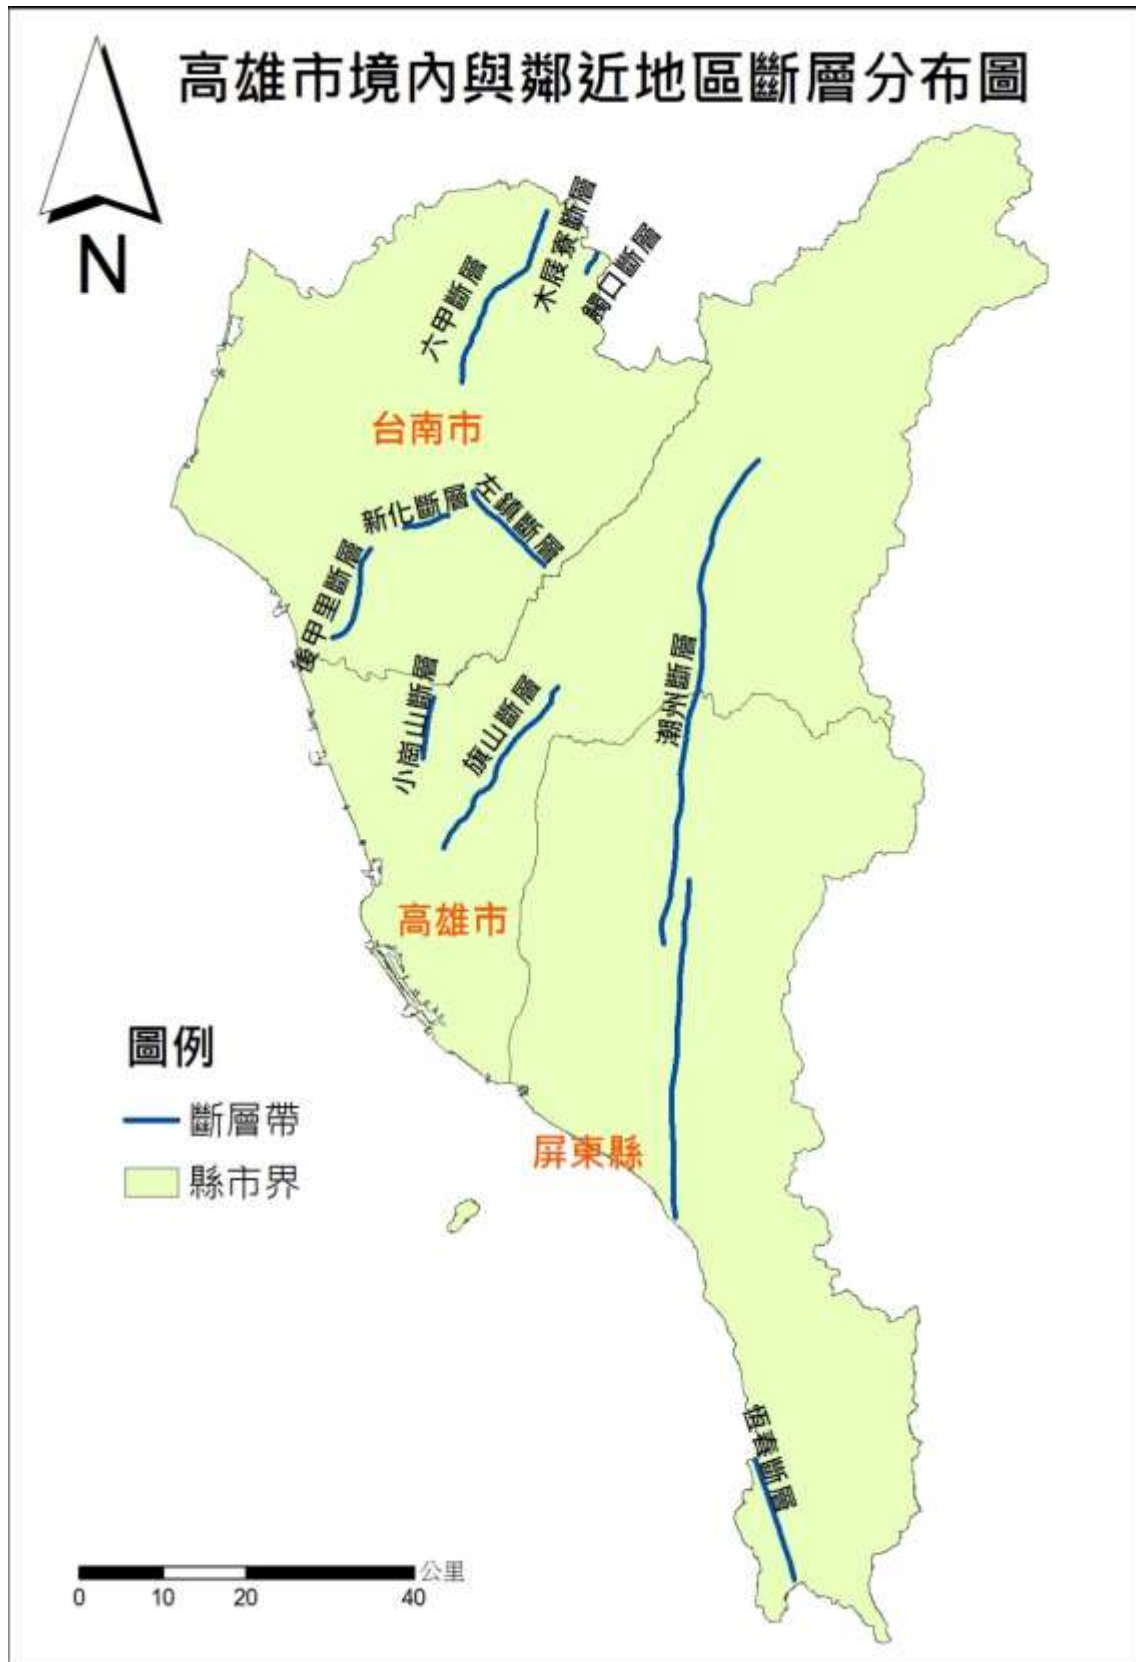 高雄市境內與鄰近地區斷層分布圖
N
木屐寮斷層
觸口斷層
六甲斷層
台南市
新化斷層
左鎮斷層
後甲里斷層
小崗山斷層
旗山斷層
潮州斷層
高雄市
圖例
斷層帶
縣市界
屏東縣
恆春斷層
公里
0 10 20 40